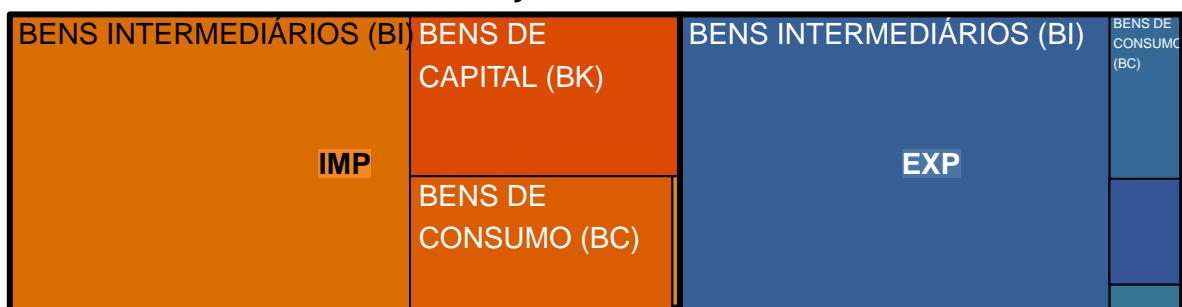 BENS INTERMEDIÁRIOS (BI)
BENS DE
CAPITAL (BK)
IMP
BENS DE
CONSUMO (BC)
BENS INTERMEDIÁRIOS (BI)
EXP
BENS DE
CONSUMO
(BC)